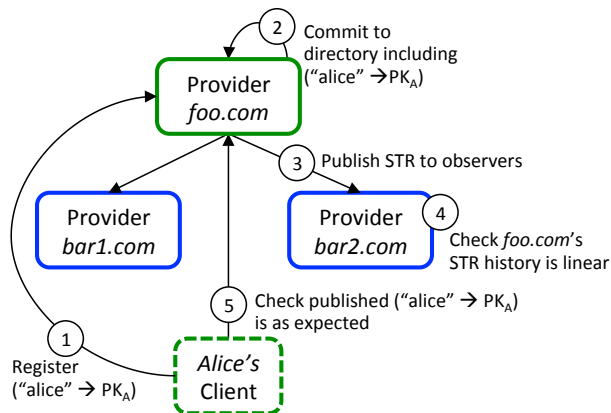 2
Commit to
directory including
(“alice” →PKA)
Provider
foo.com
3
Publish STR to observers
Provider
bar1.com
Provider
bar2.com
4
Check foo.com’s
STR history is linear
5
Check published (“alice” → PKA)
is as expected
1
Register
(“alice” → PKA)
Alice’s
Client